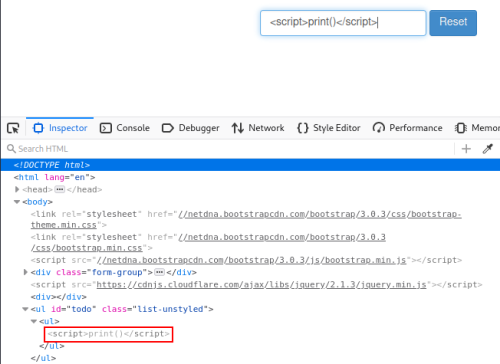 <script>print()</script>
Reset
Inspector Console Debugger Network Style Editor Performance Memor
Search HTML
<!DOCTYPE html>
<html lang="en">
<head> ••• </head>
<body>
<link rel="stylesheet" href="//netdna.bootstrapcdn.com/bootstrap/3.0.3/css/bootstrap-
theme.min.css">
<link rel="stylesheet" href="//netdna.bootstrapcdn.com/bootstrap/3.0.3
/css/bootstrap.min.css">
<script src="//netdna.bootstrapcdn.com/bootstrap/3.0.3/js/bootstrap.min.js"></script>
<div class="form-group"> ••• </div>
<script src="https://cdnjs.cloudflare.com/ajax/libs/jquery/2.1.3/jquery.min.js"></script>
<div></div>
<ul id="todo" class="list-unstyled">
<ul>
<script>print()</script>
</ul>
</ul>